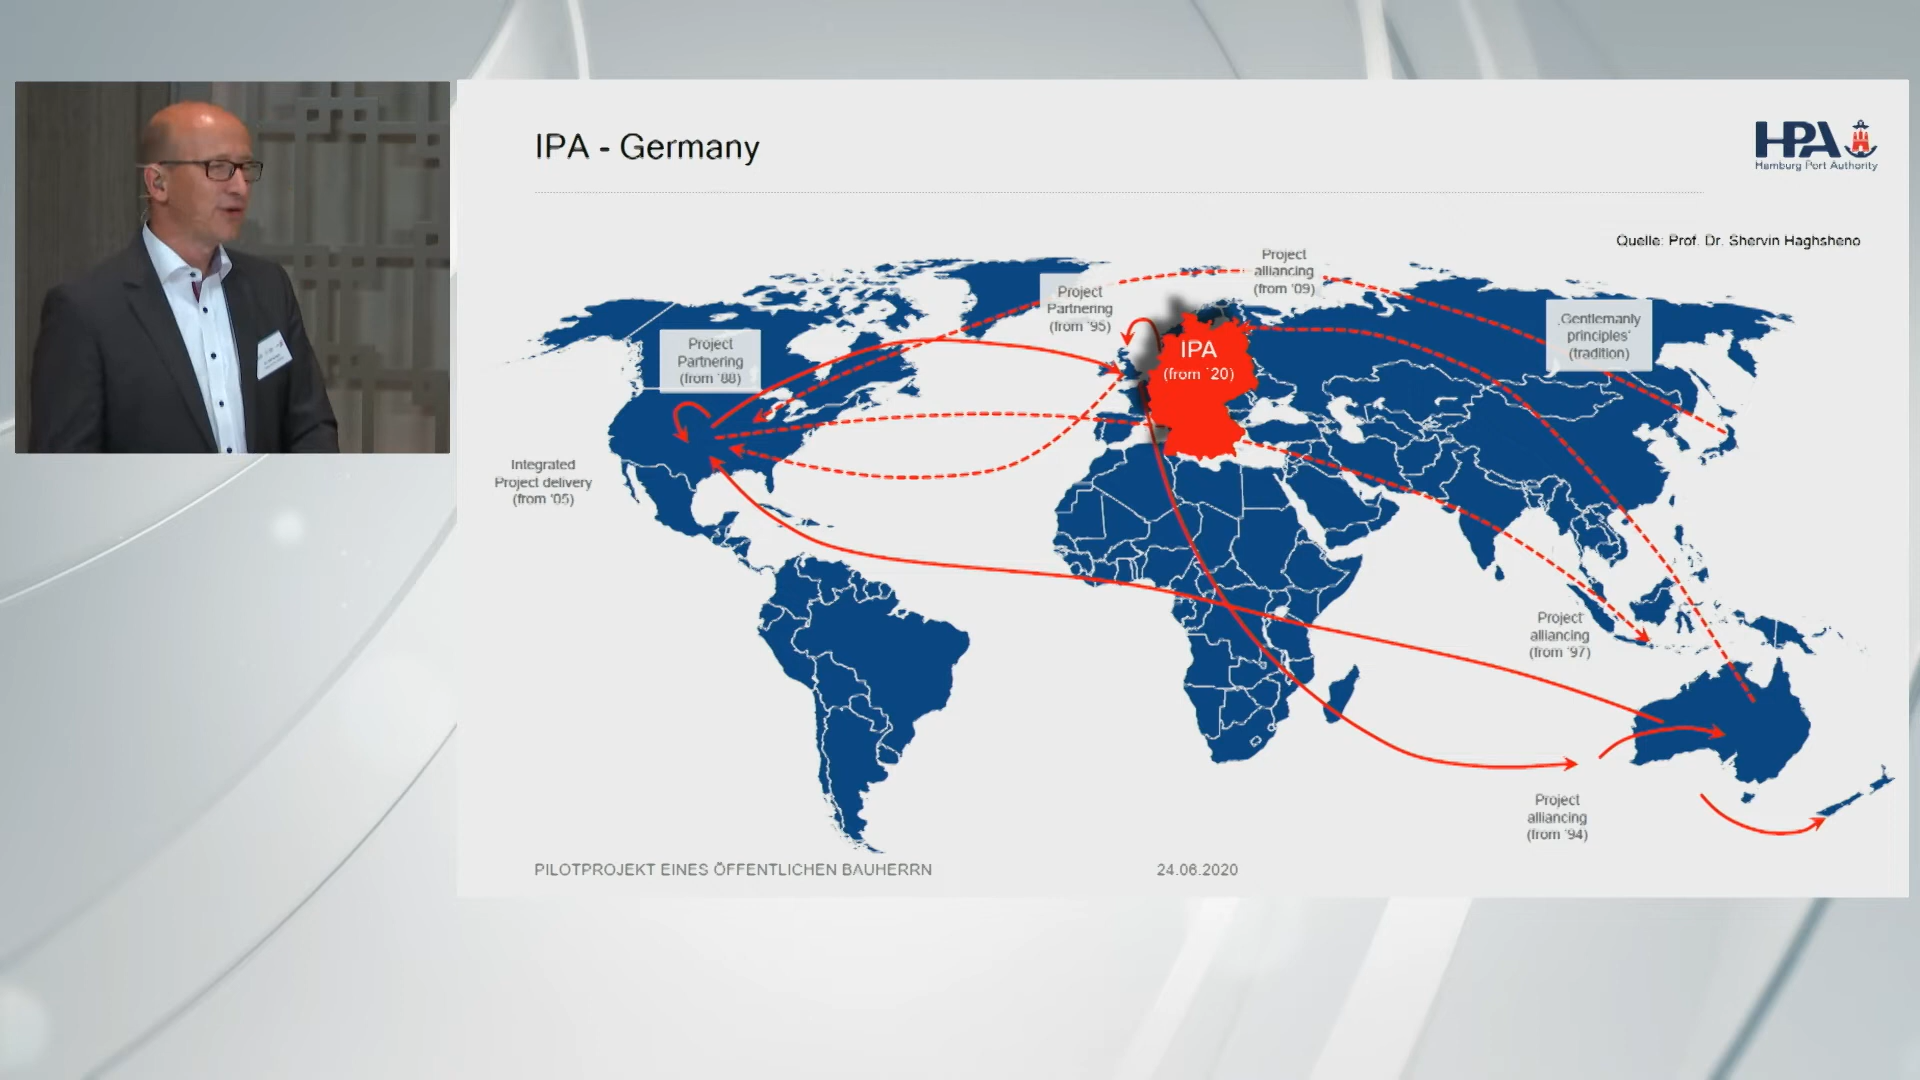 IPA - Germany
HPA
Hamburg Port Authority
Quelle: Prof. Dr. Shervin Haghsheno
Project
alliancing
(from '09)
Project
Partnering
(from '95)
Gentlemanly
principles'
(tradition)
Project
Partnering
(from '88)
IPA
(from `20)
Integrated
Project delivery
(from '05)
Project
alliancing
(from '97)
Project
alliancing
(from '94)
PILOTPROJEKT EINES ÖFFENTLICHEN BAUHERRN
24.06.2020